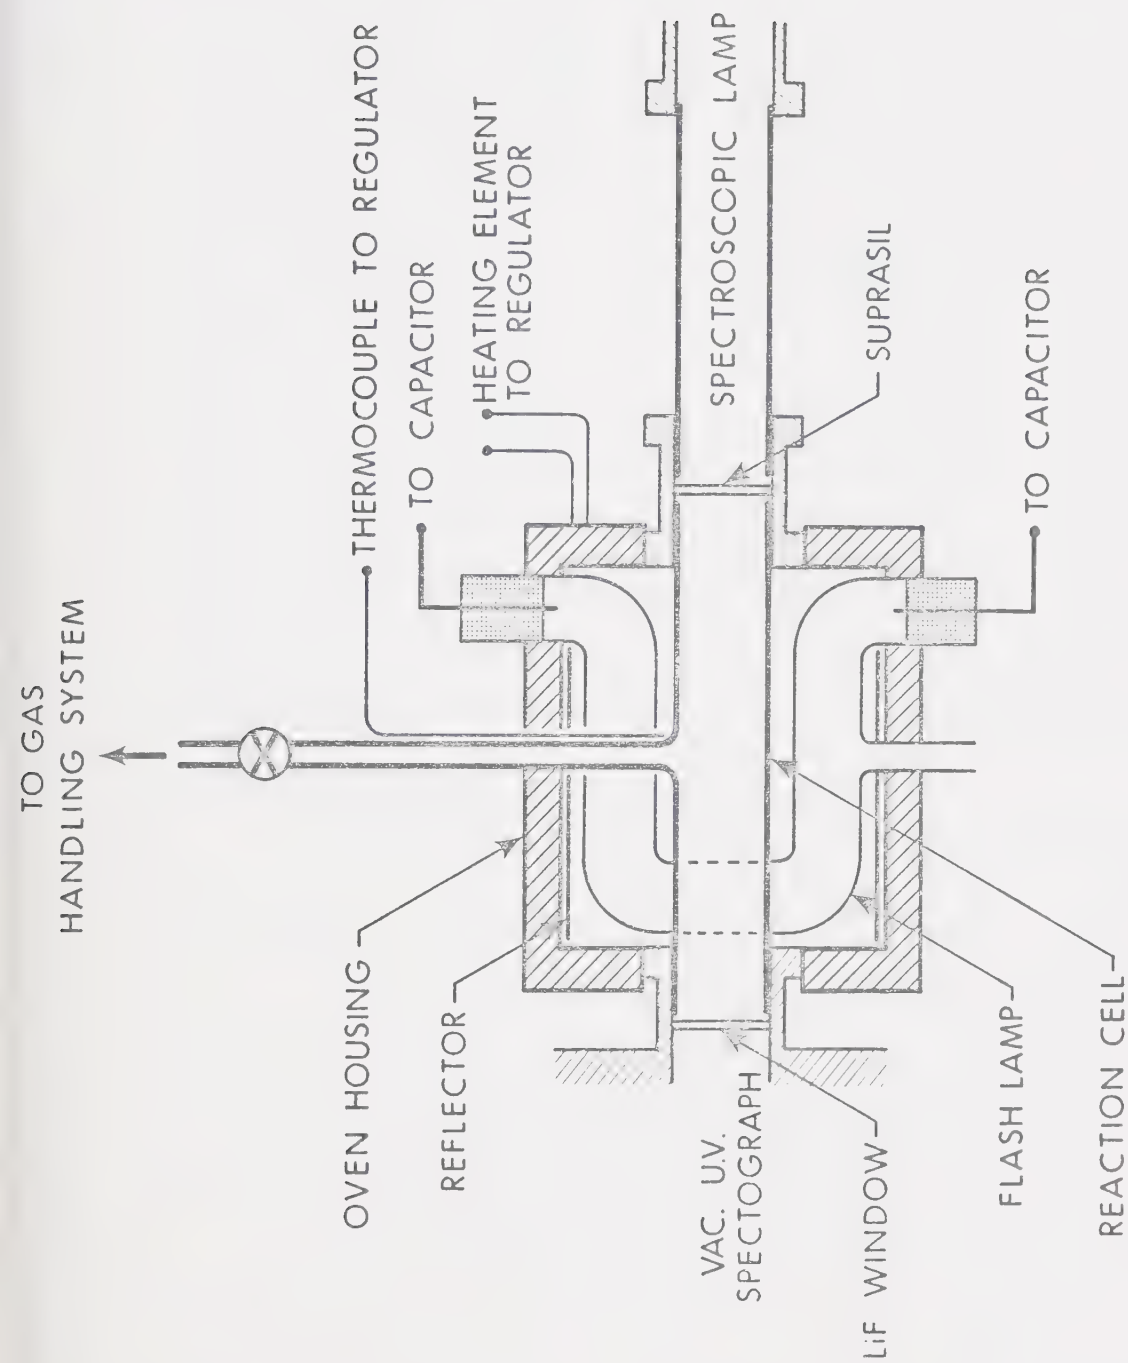 TO GAS
HANDLING SYSTEM
THERMOCOUPLE TO REGULATOR
TO CAPACITOR
HEATING ELEMENT
TO REGULATOR
OVEN HOUSING
REFLECTOR
VAC. U.V.
SPECTOGRAPH
SPECTROSCOPIC LAMP
SUPRASIL
LiF WINDOW
FLASH LAMP
REACTION CELL
TO CAPACITOR